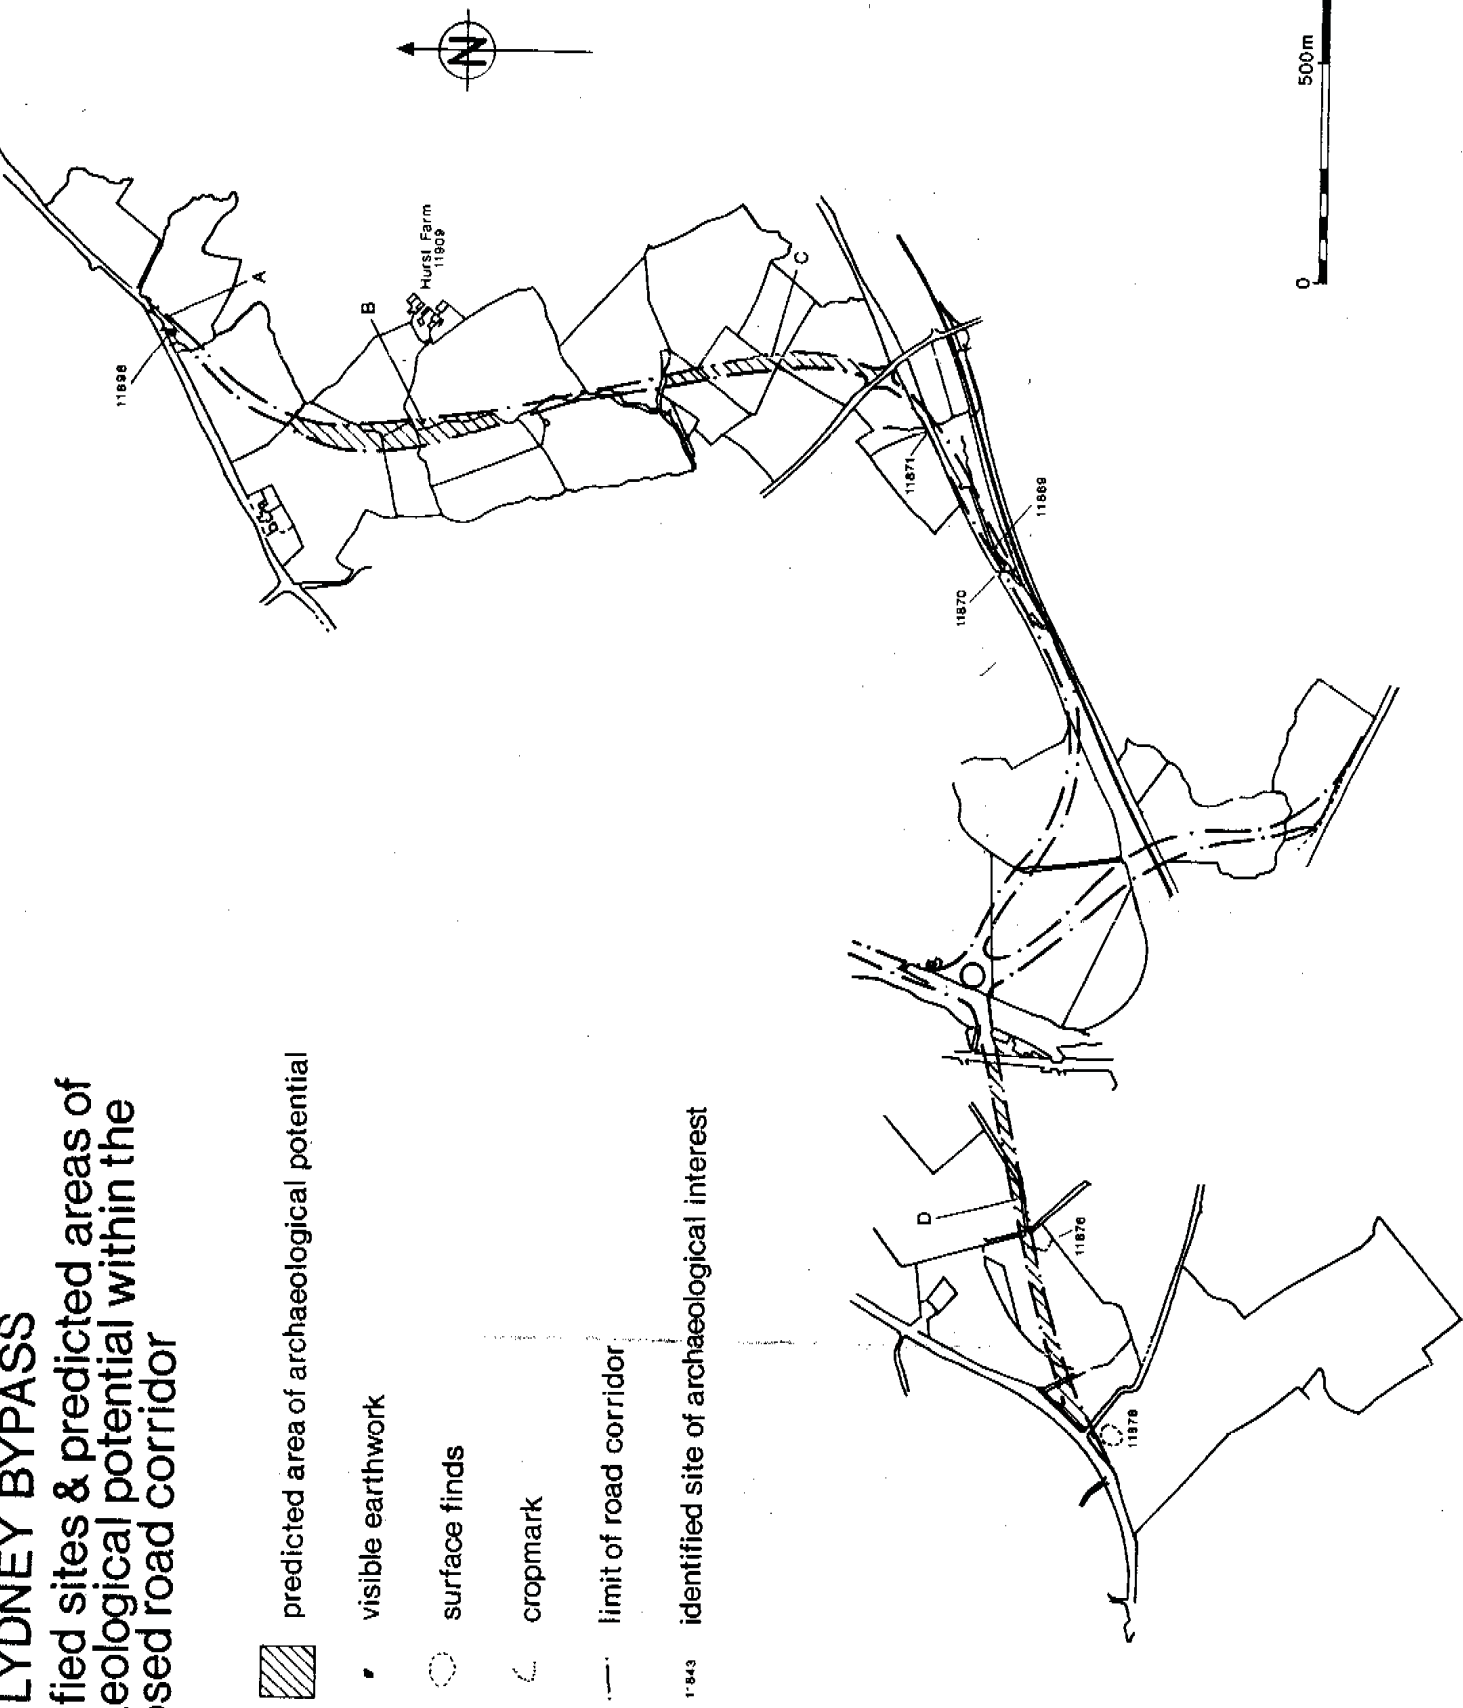 LYDNEY BYPASS
fied sites & predicted areas of
eological potential within the
sed road corridor
predicted area of archaeological potential
visible earthwork
surface finds
cropmark
limit of road corridor
identified site of archaeological interest
N
A
11898
B
Hurst Farm
11909
C
11871
11889
11870
D
11876
11878
0
500m